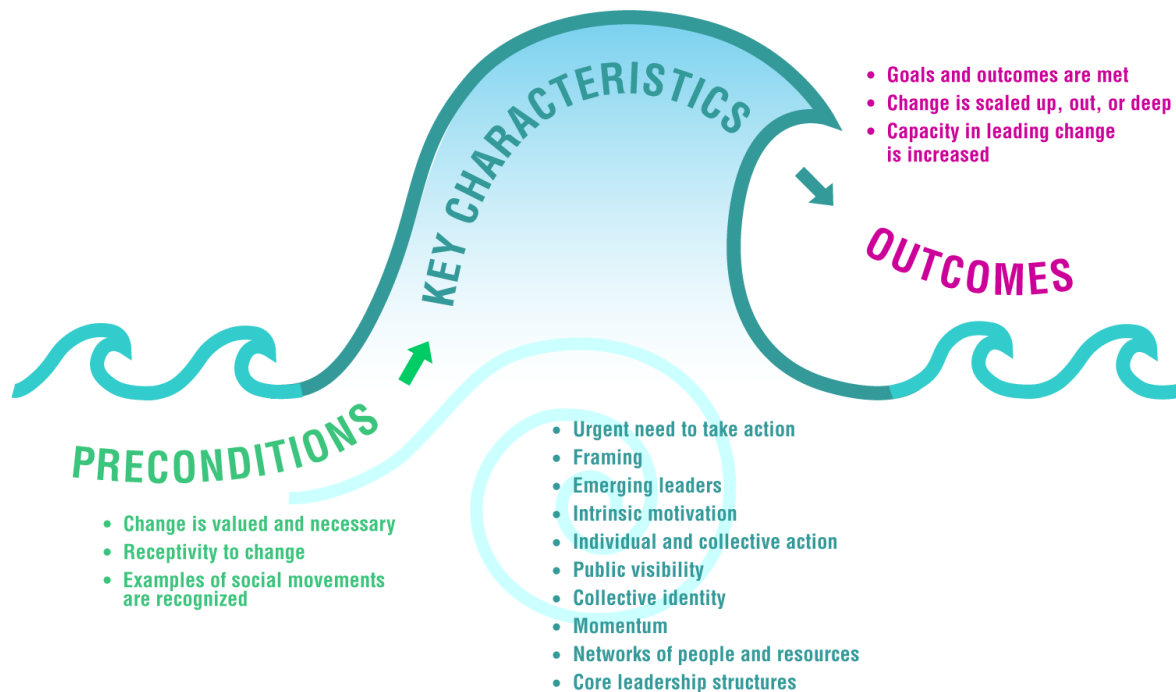 PRECONDITIONS
• Change is valued and necessary
• Receptivity to change
• Examples of social movements
are recognized
KEY CHARACTERISTICS
• Urgent need to take action
• Framing
• Emerging leaders
• Intrinsic motivation
• Individual and collective action
• Public visibility
• Collective identity
• Momentum
• Networks of people and resources
• Core leadership structures
• Goals and outcomes are met
• Change is scaled up, out, or deep
• Capacity in leading change
is increased
OUTCOMES